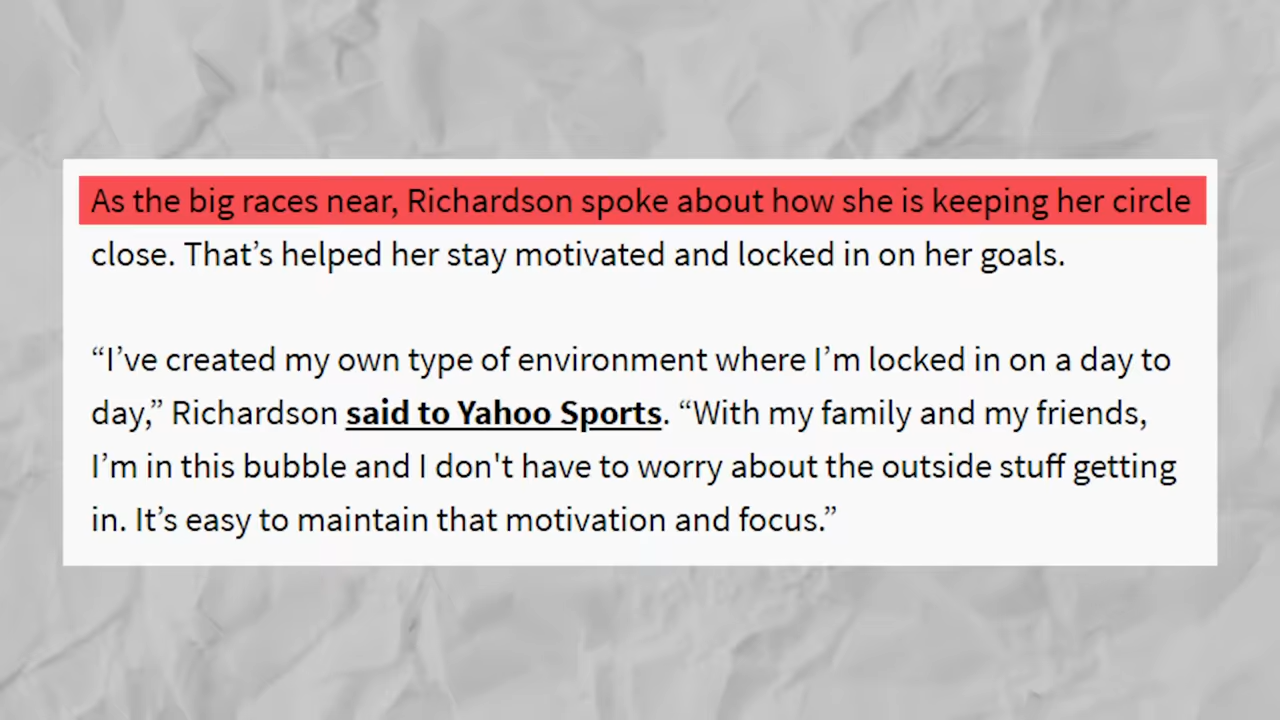 As the big races near, Richardson spoke about how she is keeping her circle
close. That’s helped her stay motivated and locked in on her goals.
“I’ve created my own type of environment where I’m locked in on a day to
day,” Richardson said to Yahoo Sports. “With my family and my friends,
I’m in this bubble and I don't have to worry about the outside stuff getting
in. It’s easy to maintain that motivation and focus.”